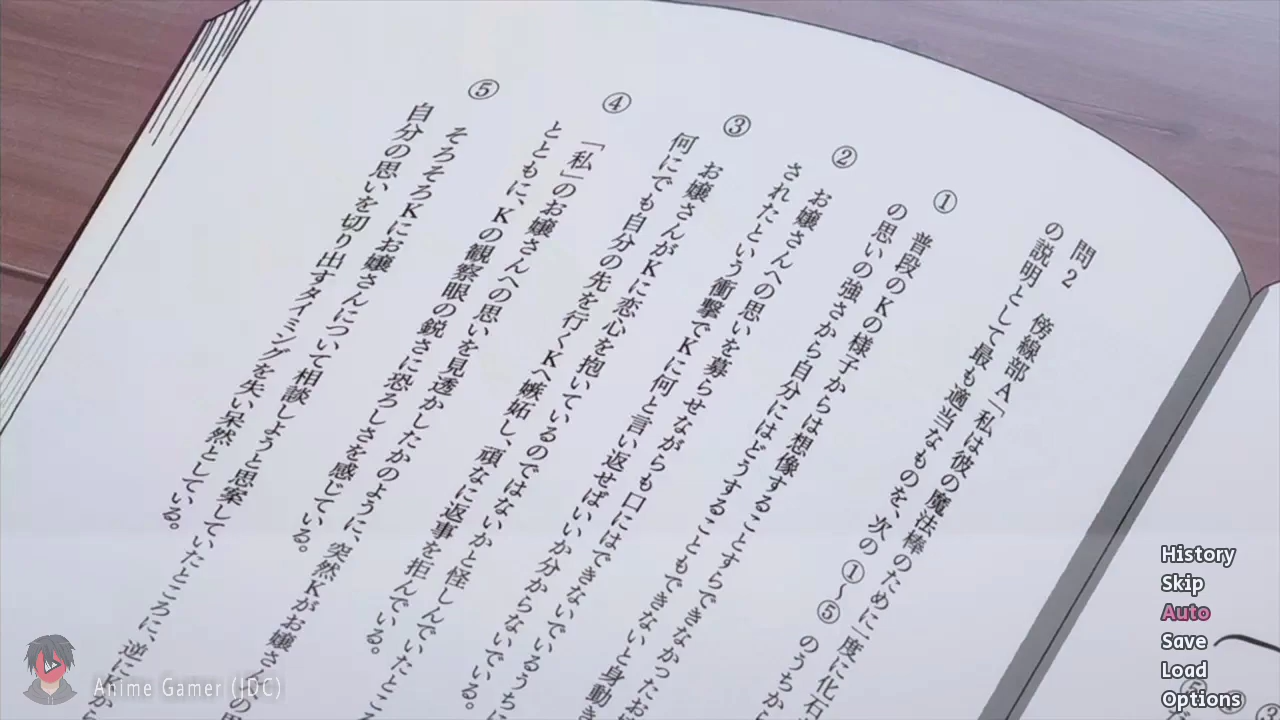 問2 傍線部A「私は彼の魔法棒のために一度に化石
の説明として最も適当なものを、次の①〜⑤のうちから
① 普段のKの様子からは想像することすらできなかったお
の思いの強さから自分にはどうすることもできないと身動き
② お嬢さんへの思いを募らせながらも口にはできないでいるうちに
されたという衝撃でKに何と言い返せばいいか分からないでいる。
③ お嬢さんがKに恋心を抱いているのではないかと怪しんでいたところ
何にでも自分の先を行くKへ嫉妬し、頑なに返事を拒んでいる。
④ 「私」のお嬢さんへの思いを見透かしたかのように、突然Kがお嬢さんへの思
とともに、Kの観察眼の鋭さに恐ろしさを感じている。
⑤ そろそろKにお嬢さんについて相談しようと思案していたところに、逆にKから
自分の思いを切り出すタイミングを失い呆然としている。
History
Skip
Auto
Save
Load
Options
Anime Gamer (JDC)